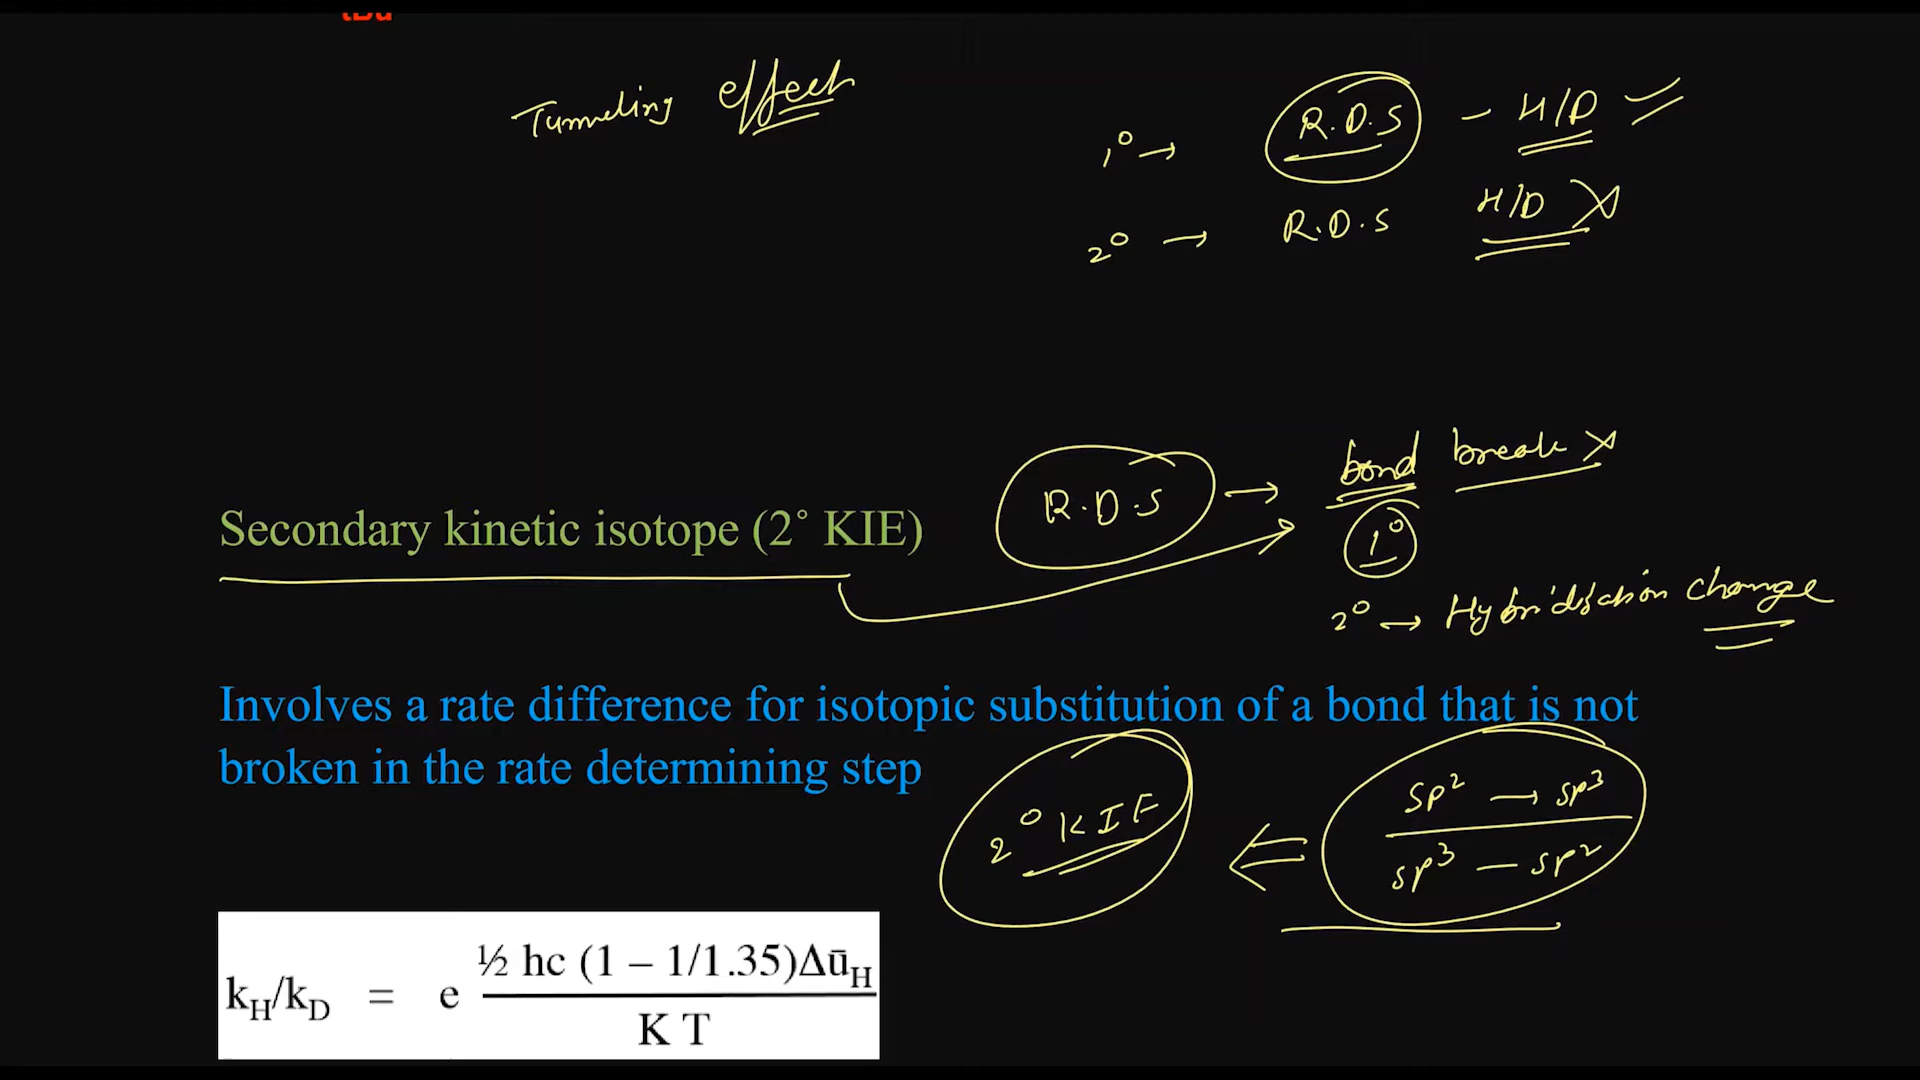 tBu
Tunneling effect
1° → R.D.S - H/D
2° → R.D.S H/D
R.D.S → bond break
1°
Secondary kinetic isotope (2° KIE)
2° → Hybridisation change
Involves a rate difference for isotopic substitution of a bond that is not
broken in the rate determining step
sp² → sp³
2° KIE ⇐
sp³ — sp²
½ hc (1 – 1/1.35)Δū_H
k_H/k_D = e
K T